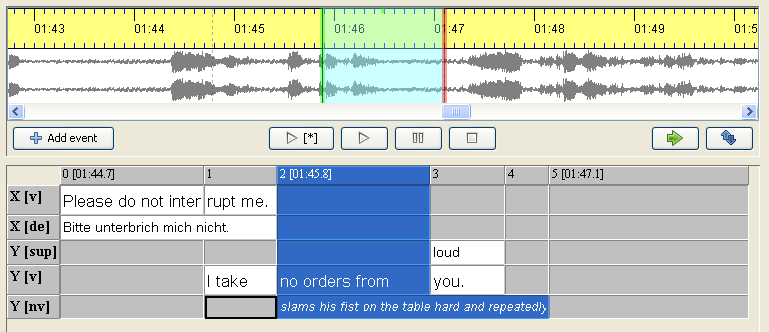 01:43 01:44 01:45 01:46 01:47 01:48 01:49 01:5
Add event [*]
0 [01:44.7] 1 2 [01:45.8] 3 4 5 [01:47.1]
X [v] Please do not inter rupt me.
X [de] Bitte unterbrich mich nicht.
Y [sup] loud
Y [v] I take no orders from you.
Y [nv] slams his fist on the table hard and repeatedly